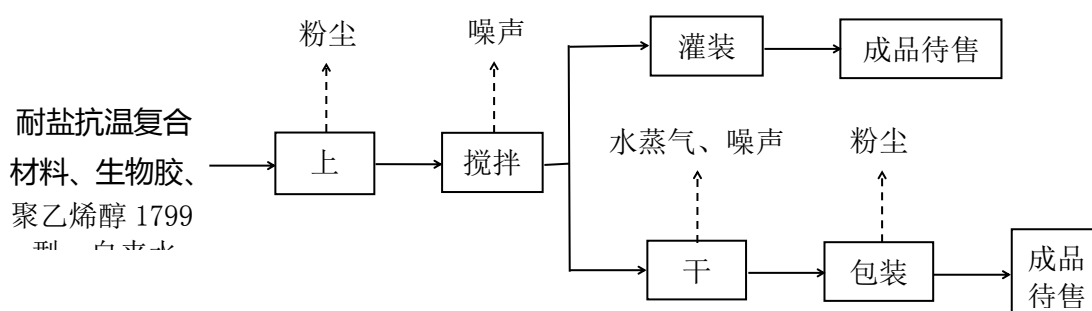 粉尘
噪声
灌装
成品待售
耐盐抗温复合
材料、生物胶、
聚乙烯醇 1799
上
搅拌
水蒸气、噪声
粉尘
干
包装
成品
待售